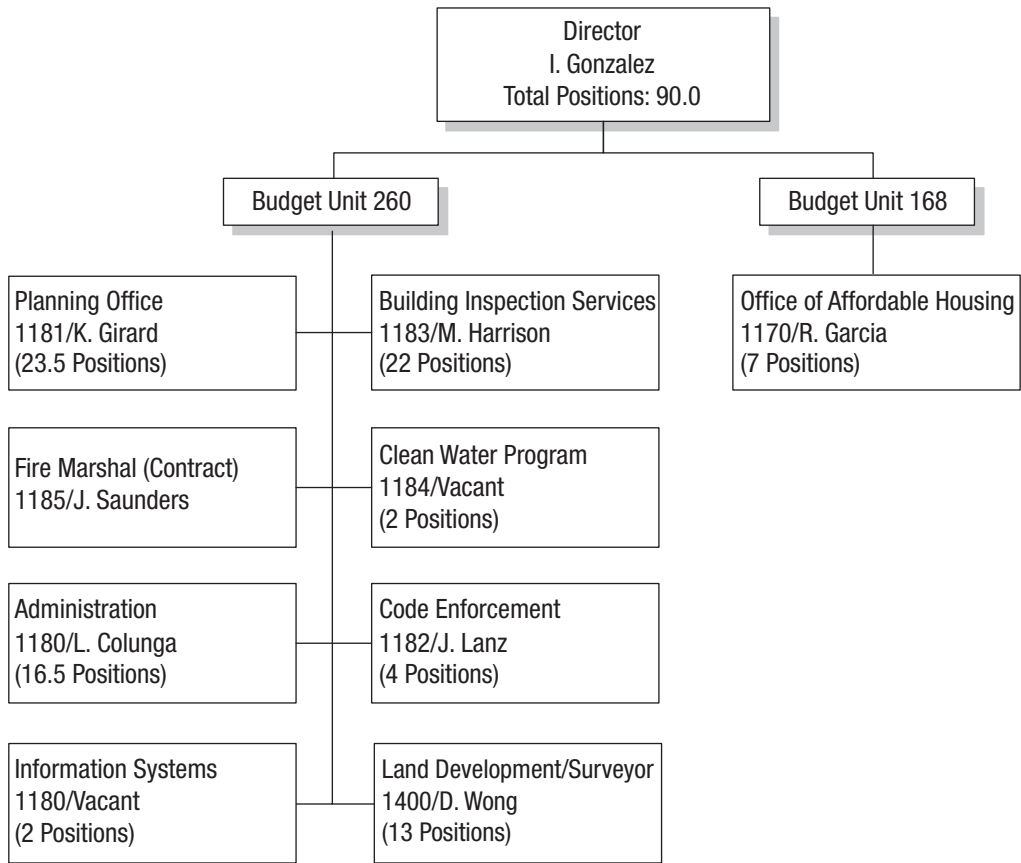 Director
I. Gonzalez
Total Positions: 90.0
Budget Unit 260
Budget Unit 168
Planning Office
1181/K. Girard
(23.5 Positions)
Building Inspection Services
1183/M. Harrison
(22 Positions)
Office of Affordable Housing
1170/R. Garcia
(7 Positions)
Fire Marshal (Contract)
1185/J. Saunders
Clean Water Program
1184/Vacant
(2 Positions)
Administration
1180/L. Colunga
(16.5 Positions)
Code Enforcement
1182/J. Lanz
(4 Positions)
Information Systems
1180/Vacant
(2 Positions)
Land Development/Surveyor
1400/D. Wong
(13 Positions)